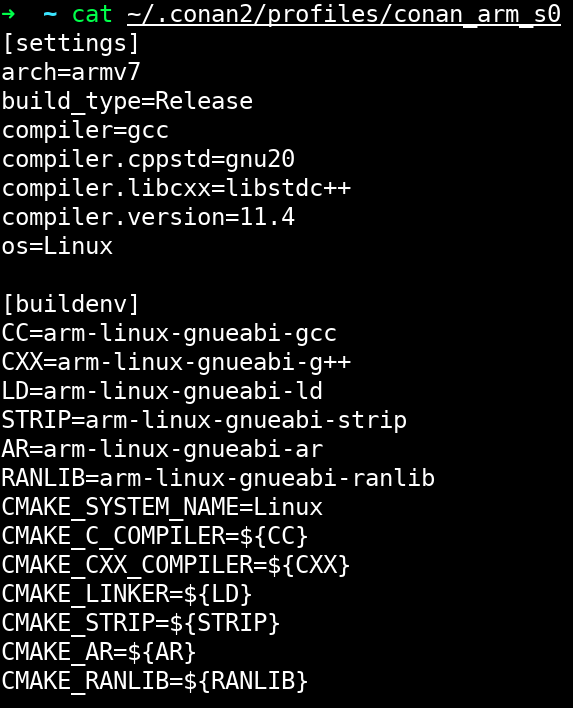 ➜  ~ cat ~/.conan2/profiles/conan_arm_s0
[settings]
arch=armv7
build_type=Release
compiler=gcc
compiler.cppstd=gnu20
compiler.libcxx=libstdc++
compiler.version=11.4
os=Linux

[buildenv]
CC=arm-linux-gnueabi-gcc
CXX=arm-linux-gnueabi-g++
LD=arm-linux-gnueabi-ld
STRIP=arm-linux-gnueabi-strip
AR=arm-linux-gnueabi-ar
RANLIB=arm-linux-gnueabi-ranlib
CMAKE_SYSTEM_NAME=Linux
CMAKE_C_COMPILER=${CC}
CMAKE_CXX_COMPILER=${CXX}
CMAKE_LINKER=${LD}
CMAKE_STRIP=${STRIP}
CMAKE_AR=${AR}
CMAKE_RANLIB=${RANLIB}